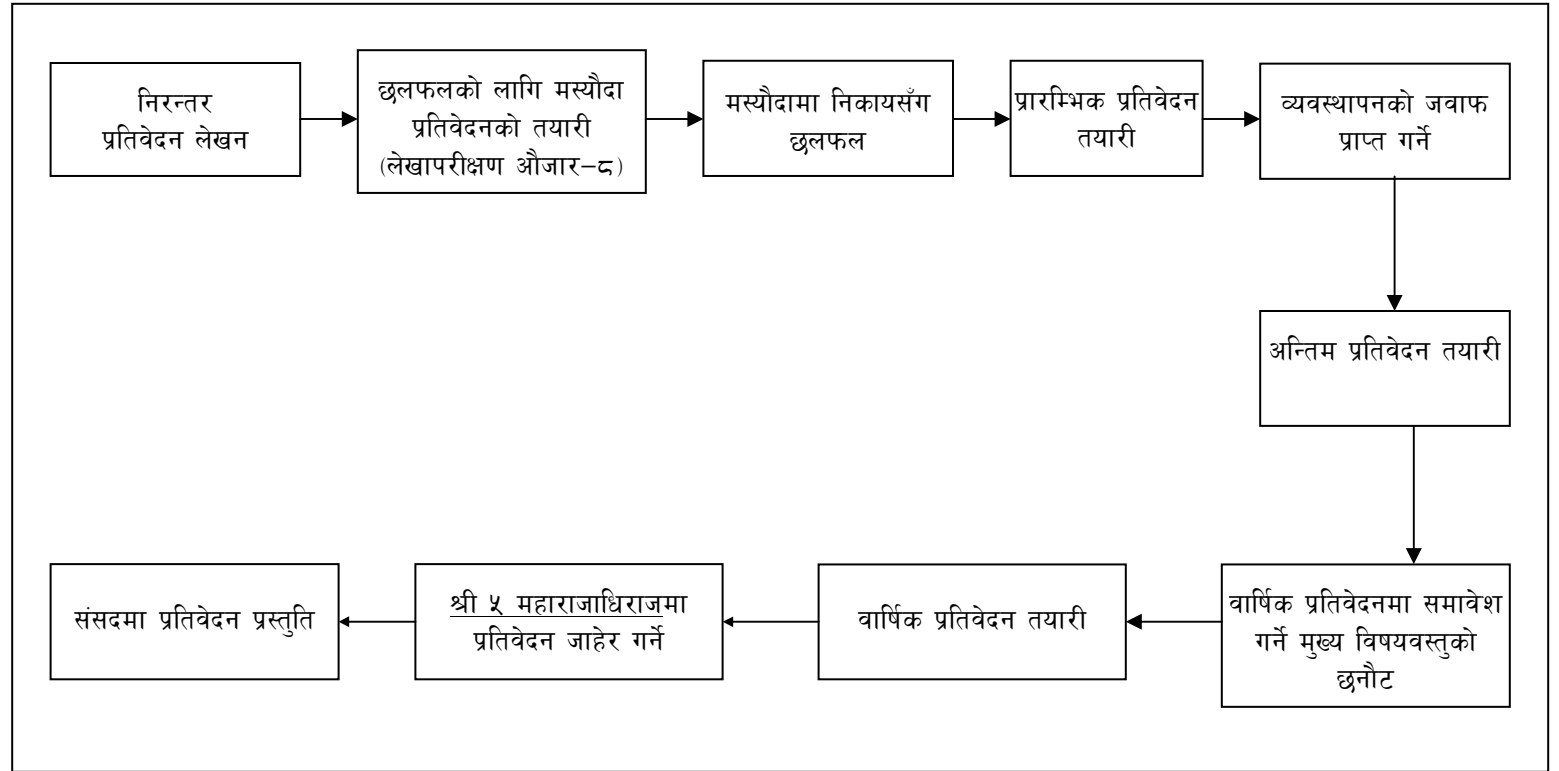 निरन्तर
प्रतिवेदन लेखन
छलफलको लागि मस्यौदा
प्रतिवेदनको तयारी
(लेखापरीक्षण औजार–८)
मस्यौदामा निकायसँग
छलफल
प्रारम्भिक प्रतिवेदन
तयारी
व्यवस्थापनको जवाफ
प्राप्त गर्ने
अन्तिम प्रतिवेदन तयारी
वार्षिक प्रतिवेदनमा समावेश
गर्ने मुख्य विषयवस्तुको
छनौट
वार्षिक प्रतिवेदन तयारी
श्री ५ महाराजाधिराजमा
प्रतिवेदन जाहेर गर्ने
संसदमा प्रतिवेदन प्रस्तुति